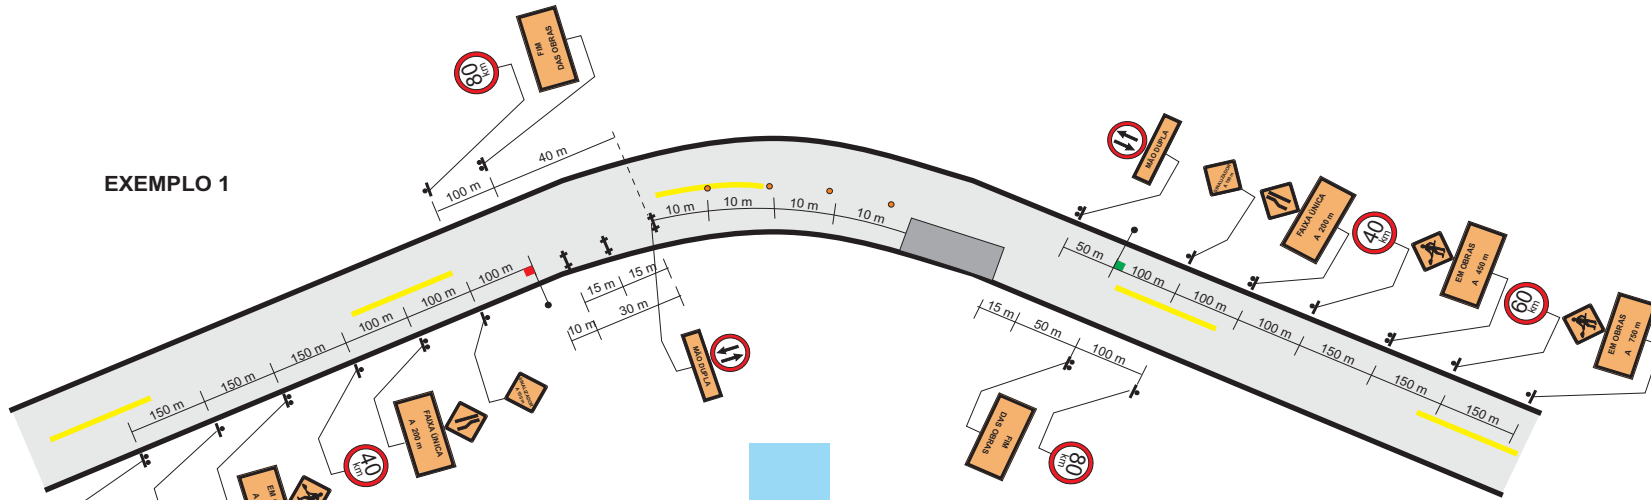 EXEMPLO 1
80
km
FIM
DAS OBRAS
100 m
40 m
10 m
10 m
10 m
10 m
15 m
15 m
10 m
30 m
MÃO DUPLA
150 m
150 m
150 m
100 m
100 m
100 m
40
km
FAIXA ÚNICA
A 200 m
MÃO DUPLA
A 100 m
FAIXA ÚNICA
A 200 m
40
km
EM OBRAS
A 450 m
60
km
EM OBRAS
A 750 m
50 m
100 m
100 m
100 m
150 m
150 m
150 m
15 m
50 m
100 m
FIM
DAS OBRAS
80
km